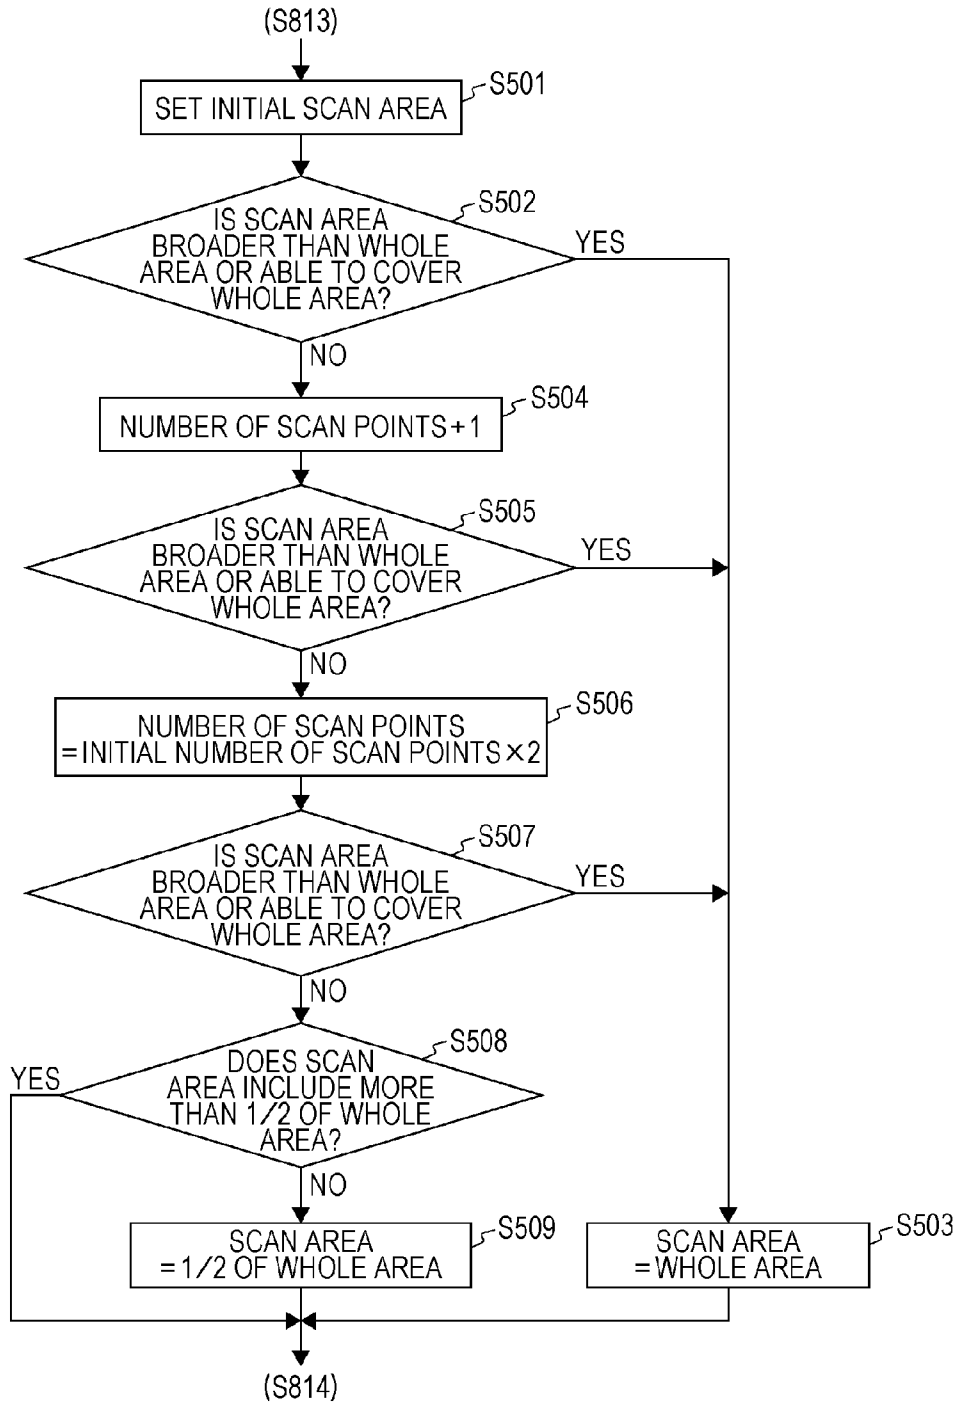 (S813)
S501
SET INITIAL SCAN AREA
S502
IS SCAN AREA
BROADER THAN WHOLE
AREA OR ABLE TO COVER
WHOLE AREA?
YES
NO
S504
NUMBER OF SCAN POINTS+1
S505
IS SCAN AREA
BROADER THAN WHOLE
AREA OR ABLE TO COVER
WHOLE AREA?
YES
NO
S506
NUMBER OF SCAN POINTS
=INITIAL NUMBER OF SCAN POINTS×2
S507
IS SCAN AREA
BROADER THAN WHOLE
AREA OR ABLE TO COVER
WHOLE AREA?
YES
NO
S508
DOES SCAN
AREA INCLUDE MORE
THAN 1/2 OF WHOLE
AREA?
YES
NO
S509
SCAN AREA
=1/2 OF WHOLE AREA
S503
SCAN AREA
=WHOLE AREA
(S814)